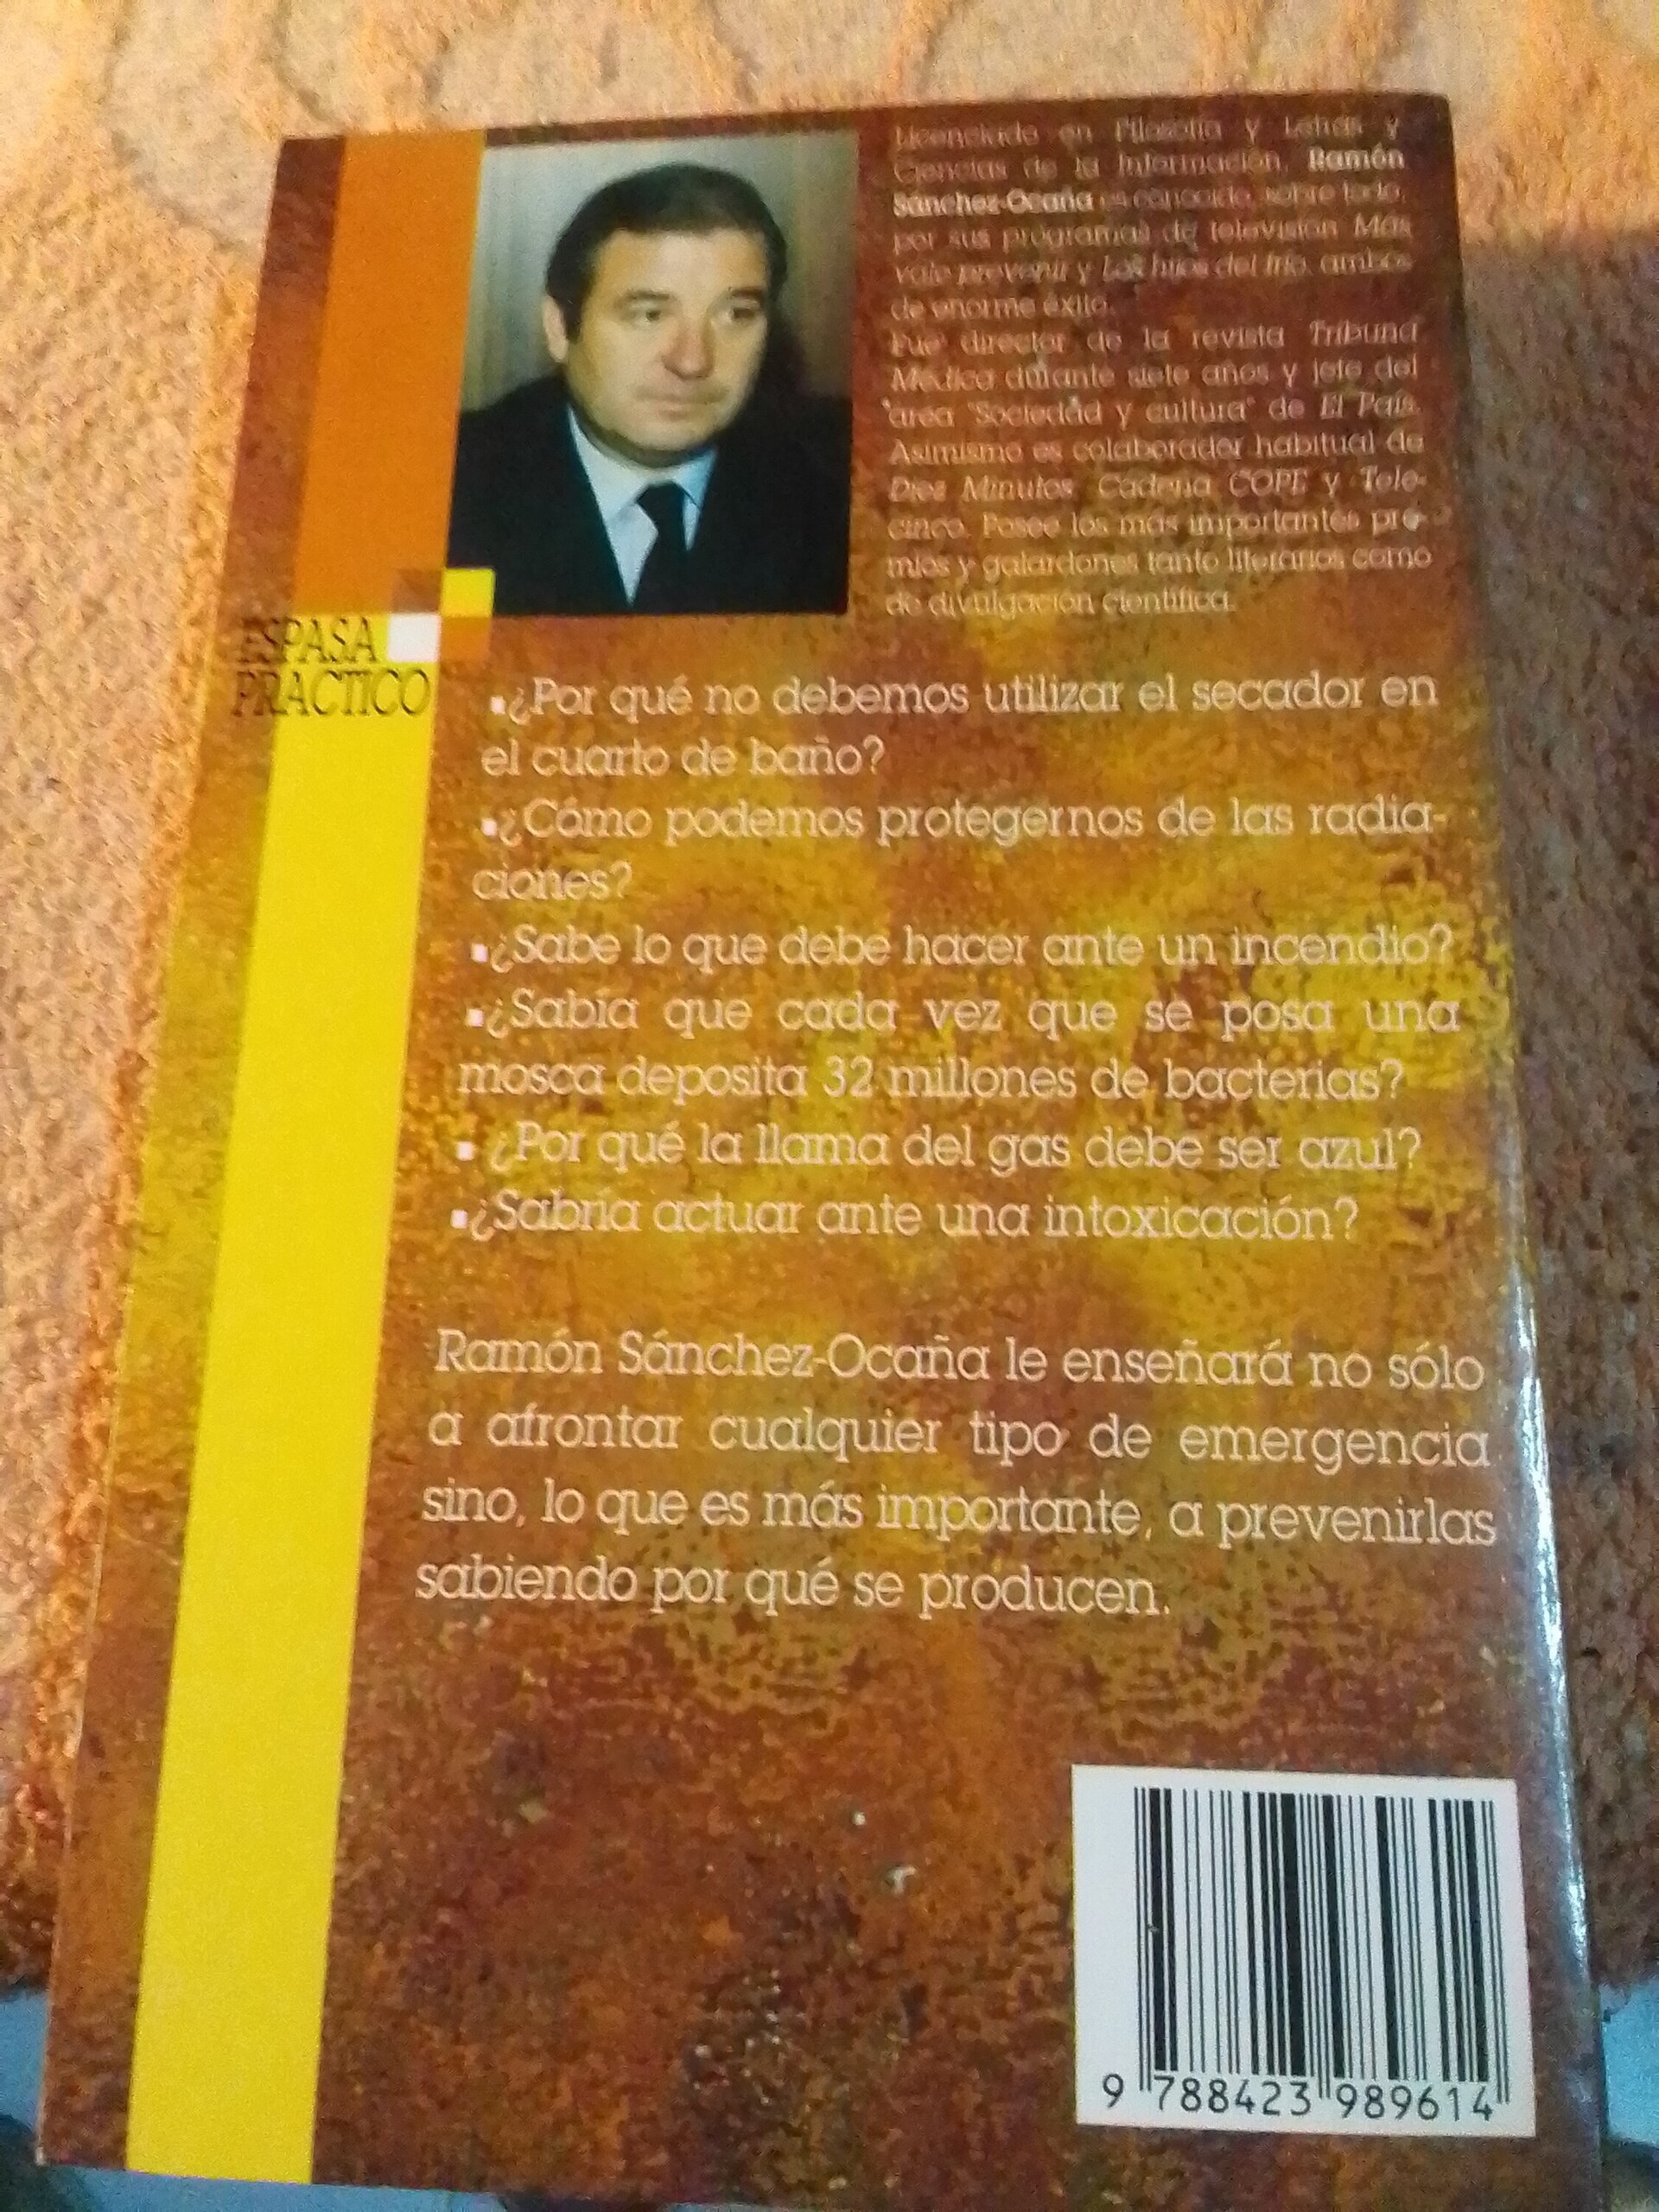 Licenciado en Filosofía y Letras y
Ciencias de la Información, Ramón
Sánchez-Ocaña es conocido, sobre todo,
por sus programas de televisión Más
vale prevenir y Los hijos del frío, ambos
de enorme éxito.
Fue director de la revista Tribuna
Médica durante siete años y jefe del
área "Sociedad y cultura" de El País.
Asimismo es colaborador habitual de
Diez Minutos, Cadena COPE y Tele-
cinco. Posee los más importantes pre-
mios y galardones tanto literarios como
de divulgación científica.
ESPASA
PRACTICO
▪¿Por qué no debemos utilizar el secador en
el cuarto de baño?
▪¿Cómo podemos protegernos de las radia-
ciones?
▪¿Sabe lo que debe hacer ante un incendio?
▪¿Sabía que cada vez que se posa una
mosca deposita 32 millones de bacterias?
▪ ¿Por qué la llama del gas debe ser azul?
▪¿Sabría actuar ante una intoxicación?
Ramón Sánchez-Ocaña le enseñará no sólo
a afrontar cualquier tipo de emergencia
sino, lo que es más importante, a prevenirlas
sabiendo por qué se producen.
9 788423 989614